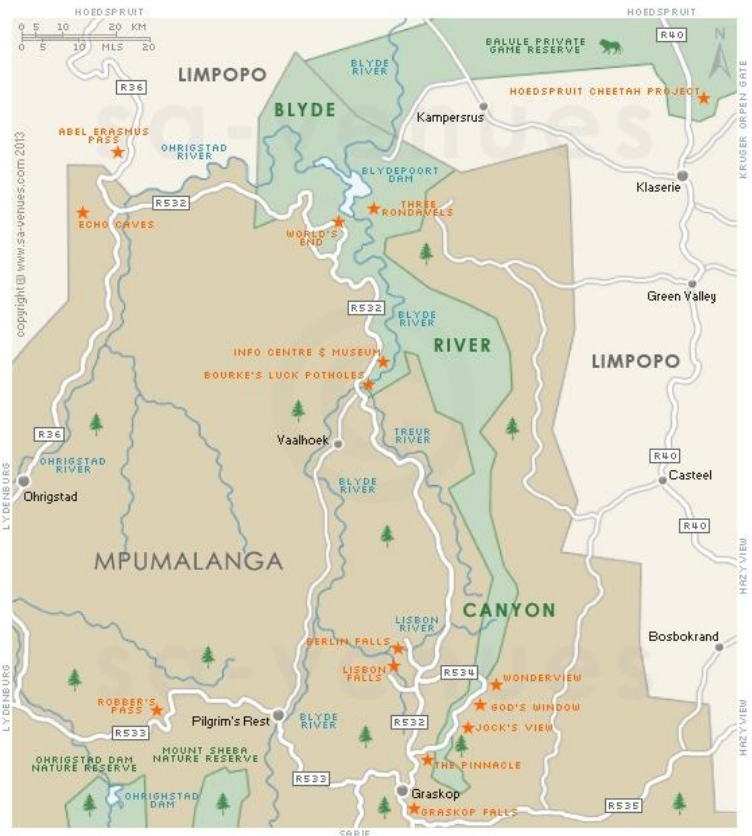 HOEDSPRUIT
HOEDSPRUIT
0 5 10 20 KM
0 5 10 MLS 20
N
R36
LIMPOPO
BLYDE
RIVER
BALULE PRIVATE
GAME RESERVE
R40
KRUGER ORPEN GATE
HOEDSPRUIT CHEETAH PROJECT
BLYDE
Kampersrus
sa-venues
ABEL ERASMUS
PASS
OHRIGSTAD
RIVER
BLYDEPOORT
DAM
Klaserie
copyright© www.sa-venues.com 2013
R532
ECHO CAVES
THREE
RONDAVELS
WORLD'S
END
Green Valley
R532
BLYDE
RIVER
RIVER
LIMPOPO
INFO CENTRE & MUSEUM
BOURKE'S LUCK POTHOLES
©
R36
Vaalhoek
TREUR
RIVER
R40
OHRIGSTAD
RIVER
Casteel
LYDENBURG
Ohrigstad
BLYDE
RIVER
R40
MPUMALANGA
HAZYVIEW
CANYON
LISBON
RIVER
BERLIN FALLS
Bosbokrand
sa-venues
LISBON
FALLS
R534
WONDERVIEW
LYDENBURG
ROBBER'S
PASS
GOD'S WINDOW
Pilgrim's Rest
BLYDE
RIVER
R532
JOCK'S VIEW
HAZYVIEW
R533
OHRIGSTAD DAM
NATURE RESERVE
MOUNT SHEBA
NATURE RESERVE
THE PINNACLE
R533
OHRIGHSTAD
DAM
Graskop
GRASKOP FALLS
R535
SABIE